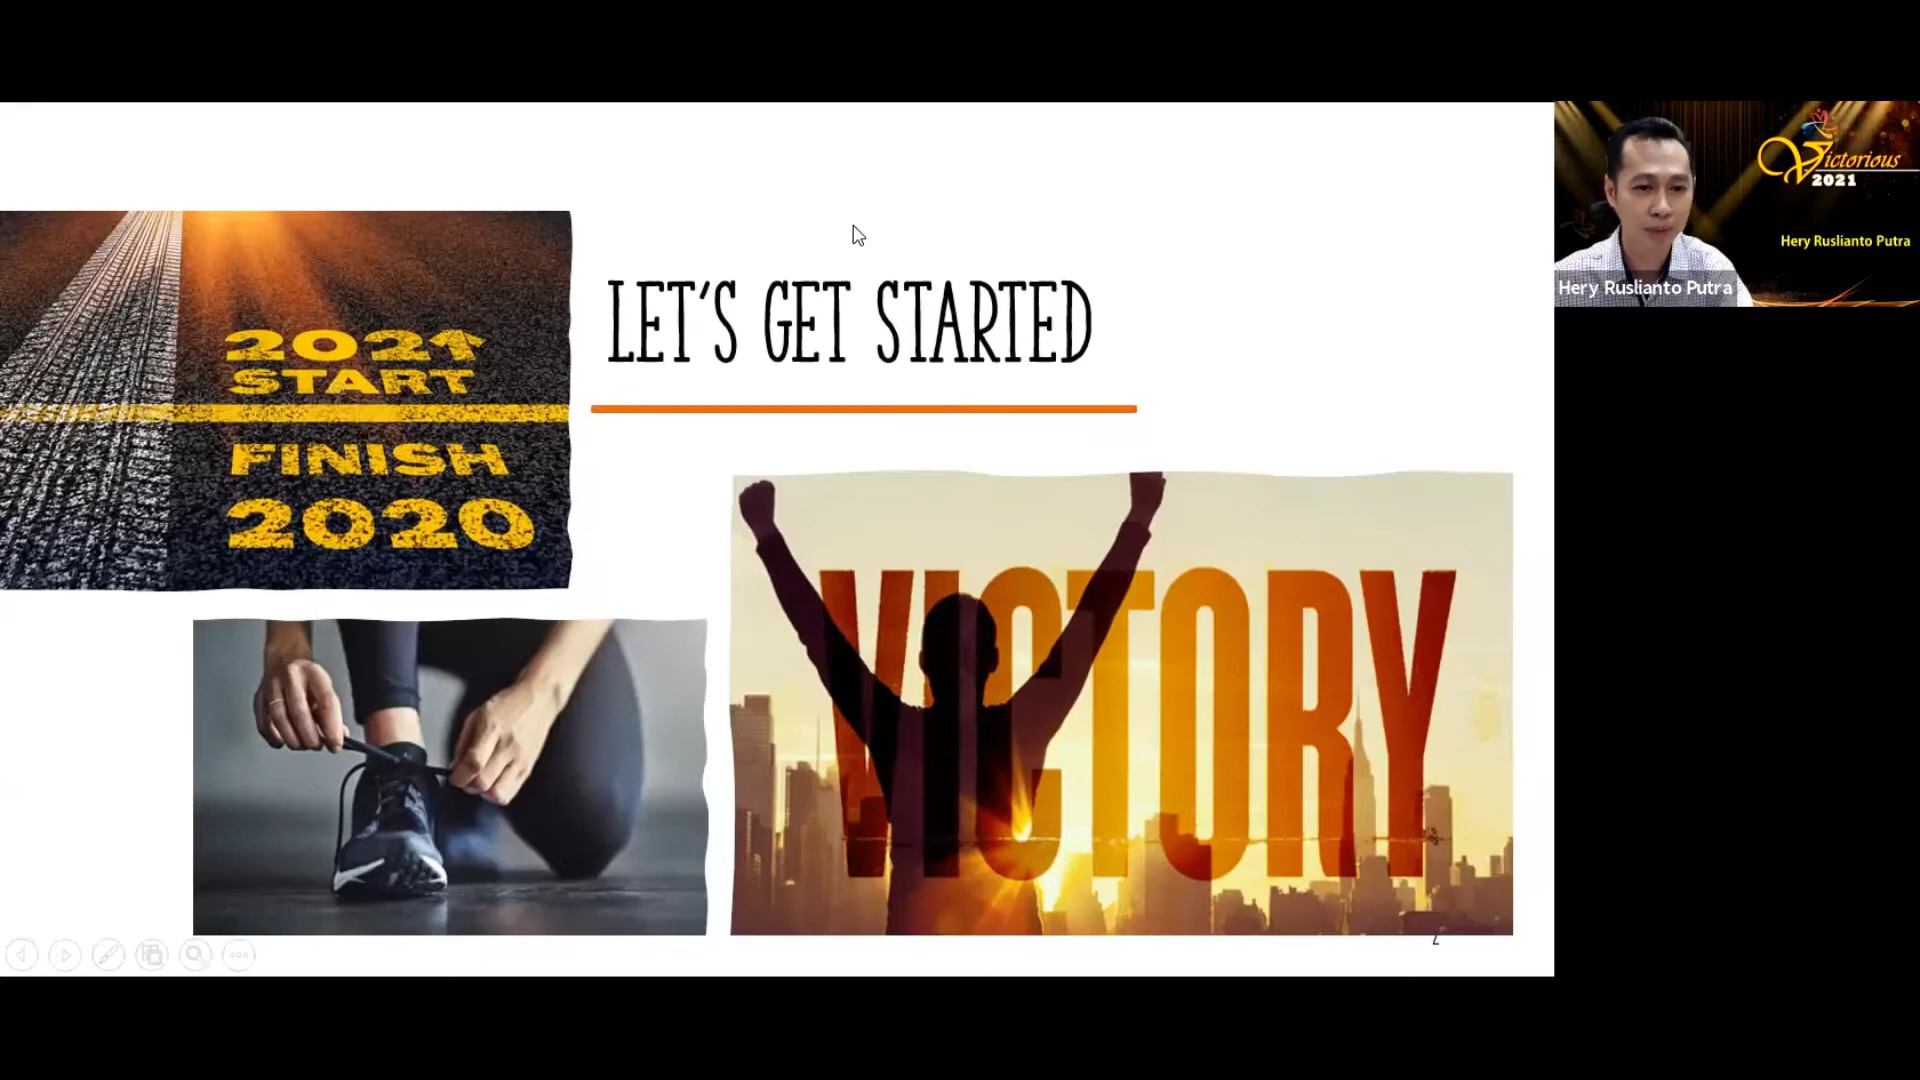 LET'S GET STARTED
2021
START
FINISH
2020
VICTORY
Victorious
2021
Hery Ruslianto Putra
Hery Ruslianto Putra